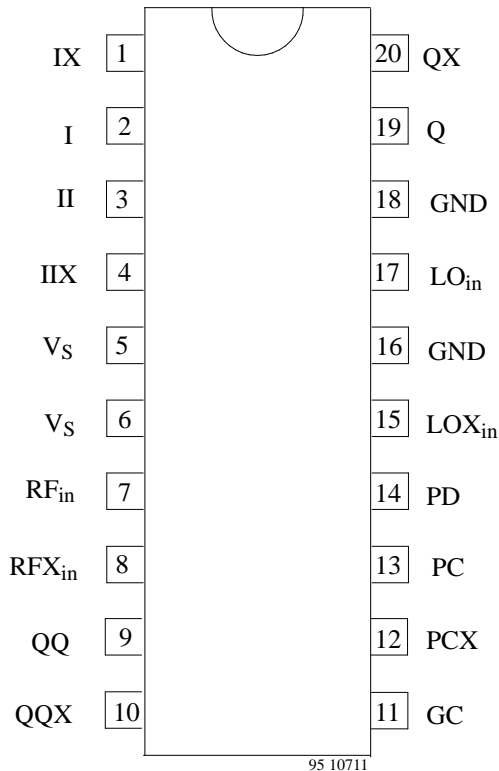 IX 1 20 QX
I 2 19 Q
II 3 18 GND
IIX 4 17 LOin
VS 5 16 GND
VS 6 15 LOXin
RFin 7 14 PD
RFXin 8 13 PC
QQ 9 12 PCX
QQX 10 11 GC
95 10711